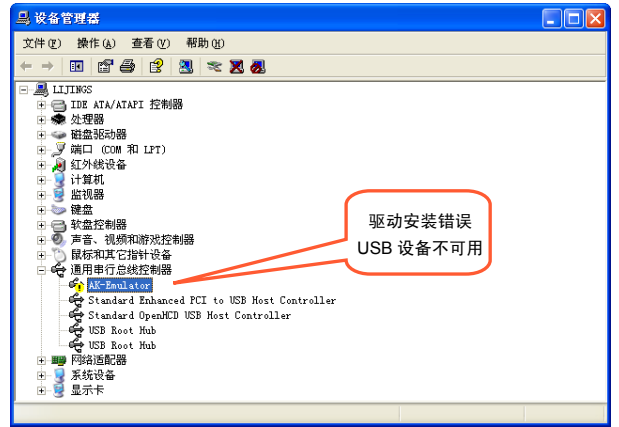 设备管理器
文件(F) 操作(A) 查看(V) 帮助(H)
LIJINGS
IDE ATA/ATAPI 控制器
处理器
磁盘驱动器
端口 (COM 和 LPT)
红外线设备
计算机
监视器
键盘
软盘控制器
声音、视频和游戏控制器
鼠标和其它指针设备
通用串行总线控制器
AK-Emulator
Standard Enhanced PCI to USB Host Controller
Standard OpenHCD USB Host Controller
USB Root Hub
USB Root Hub
网络适配器
系统设备
显示卡
驱动安装错误
USB 设备不可用